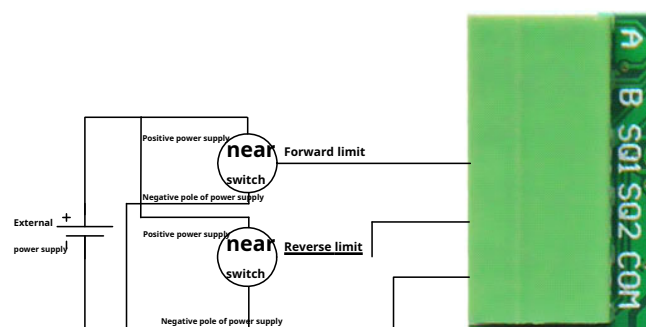 A
B
SQ1 SQ2 COM
Positive power supply
near
switch
Forward limit
Negative pole of power supply
External +
power supply
Positive power supply
near
switch
Reverse limit
Negative pole of power supply